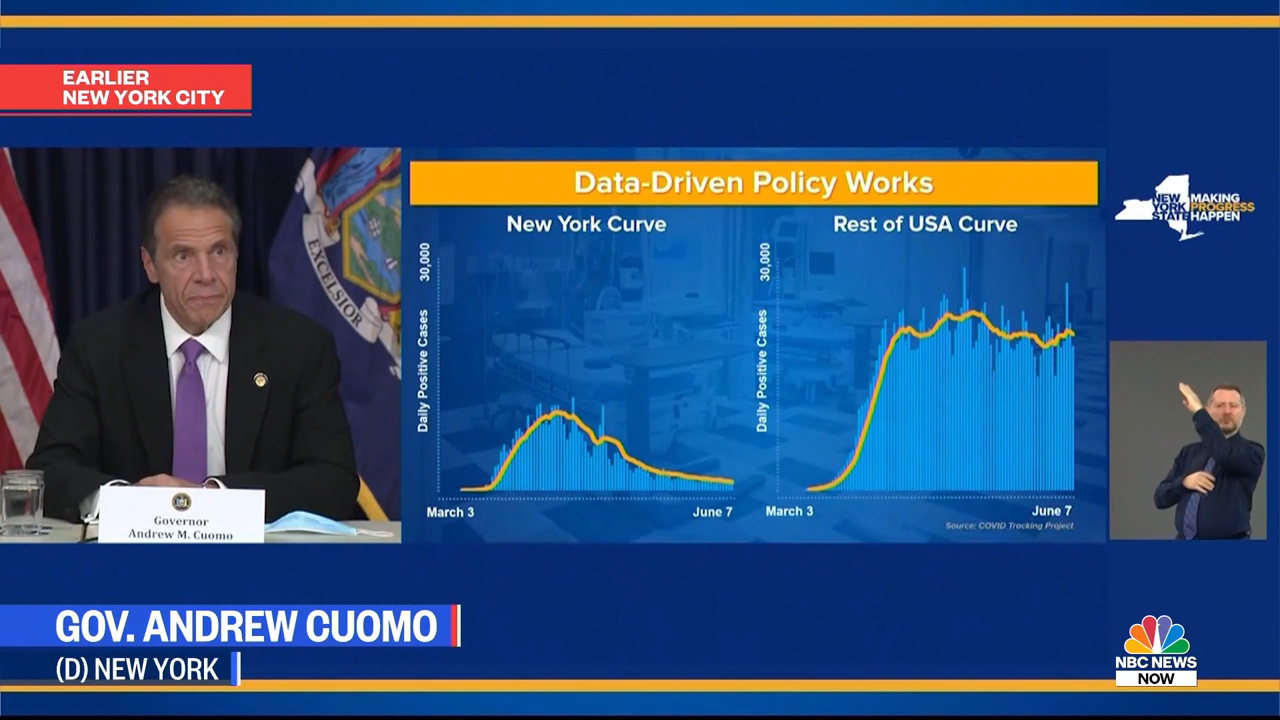 EARLIER
NEW YORK CITY
EXCELSIOR
Governor
Andrew M. Cuomo
Data-Driven Policy Works
New York Curve
Rest of USA Curve
30,000
Daily Positive Cases
March 3
June 7
30,000
Daily Positive Cases
March 3
June 7
Source: COVID Tracking Project
NEW
YORK
STATE
MAKING
PROGRESS
HAPPEN
GOV. ANDREW CUOMO
(D) NEW YORK
NBC NEWS
NOW